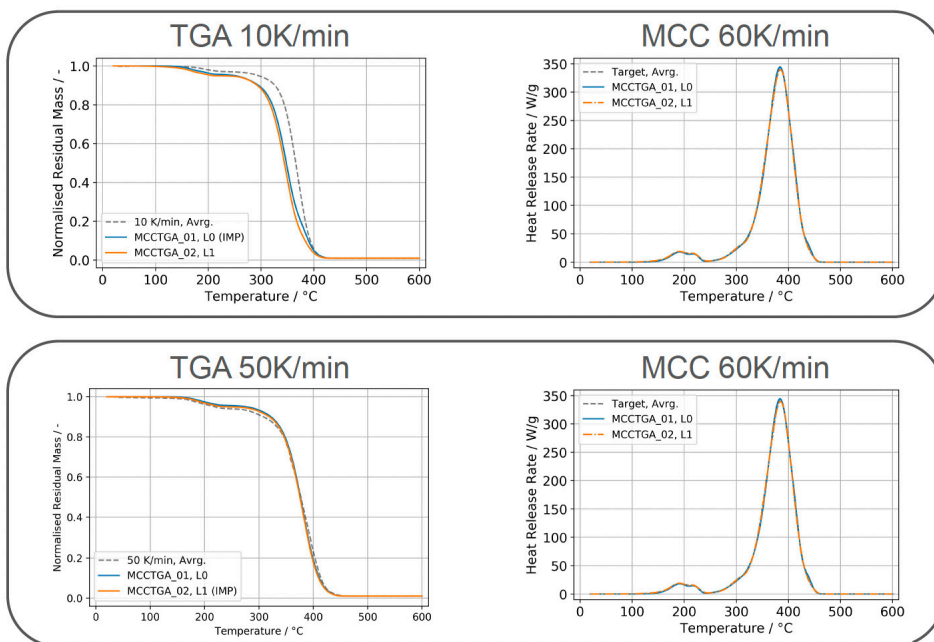 TGA 10K/min
1.0
0.8
0.6
0.4
0.2
0.0
Normalised Residual Mass / -
10 K/min, Avrg.
MCCTGA_01, L0 (IMP)
MCCTGA_02, L1
0 100 200 300 400 500 600
Temperature / °C
MCC 60K/min
350
300
250
200
150
100
50
0
Heat Release Rate / W/g
Target, Avrg.
MCCTGA_01, L0
MCCTGA_02, L1
0 100 200 300 400 500 600
Temperature / °C
TGA 50K/min
1.0
0.8
0.6
0.4
0.2
0.0
Normalised Residual Mass / -
50 K/min, Avrg.
MCCTGA_01, L0
MCCTGA_02, L1 (IMP)
0 100 200 300 400 500 600
Temperature / °C
MCC 60K/min
350
300
250
200
150
100
50
0
Heat Release Rate / W/g
Target, Avrg.
MCCTGA_01, L0
MCCTGA_02, L1
0 100 200 300 400 500 600
Temperature / °C